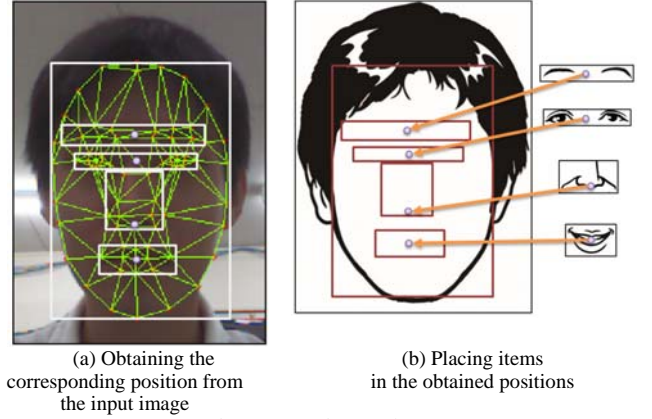 (a) Obtaining the
corresponding position from
the input image
(b) Placing items
in the obtained positions